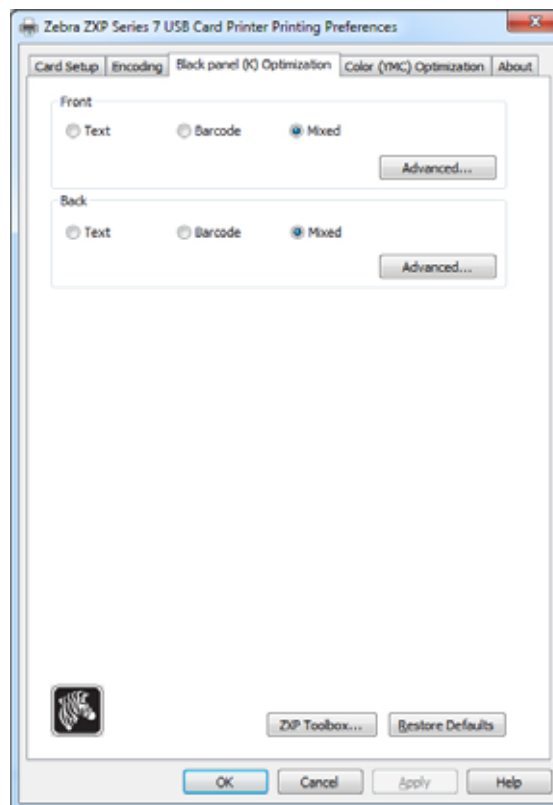 Zebra ZXP Series 7 USB Card Printer Printing Preferences
Card Setup Encoding Black panel (K) Optimization Color (YMC) Optimization About
Front
Text Barcode Mixed
Advanced...
Back
Text Barcode Mixed
Advanced...
ZXP Toolbox... Restore Defaults
OK Cancel Apply Help